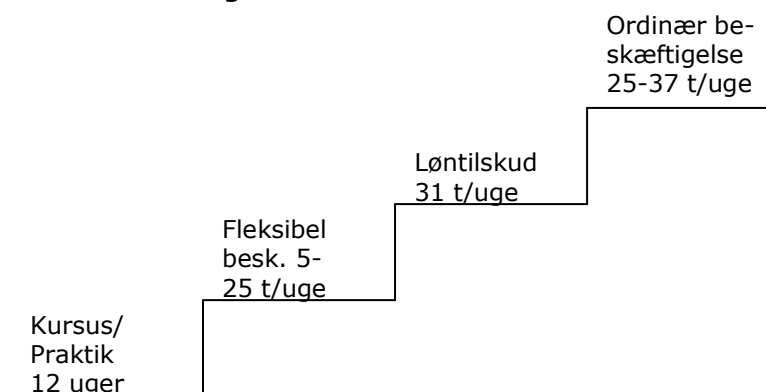 Ordinær be-
skæftigelse
25-37 t/uge
Løntilskud
31 t/uge
Fleksibel
besk. 5-
25 t/uge
Kursus/
Praktik
12 uger